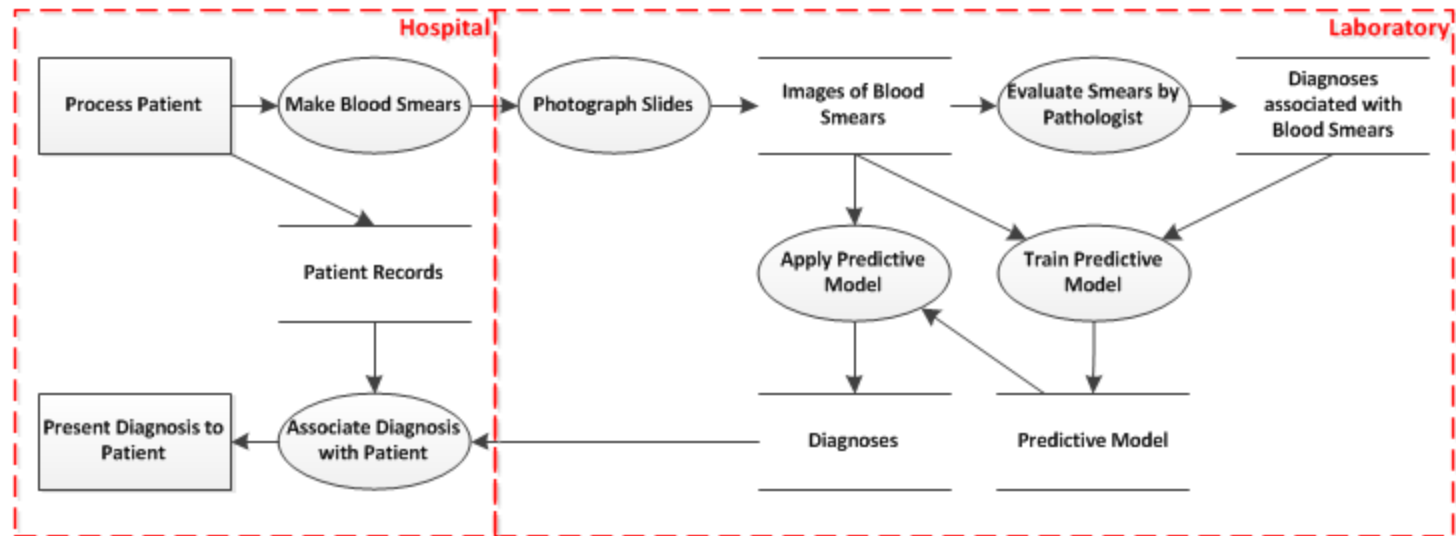 Hospital
Laboratory
Process Patient
Make Blood Smears
Photograph Slides
Images of Blood
Smears
Evaluate Smears by
Pathologist
Diagnoses
associated with
Blood Smears
Patient Records
Apply Predictive
Model
Train Predictive
Model
Present Diagnosis to
Patient
Associate Diagnosis
with Patient
Diagnoses
Predictive Model